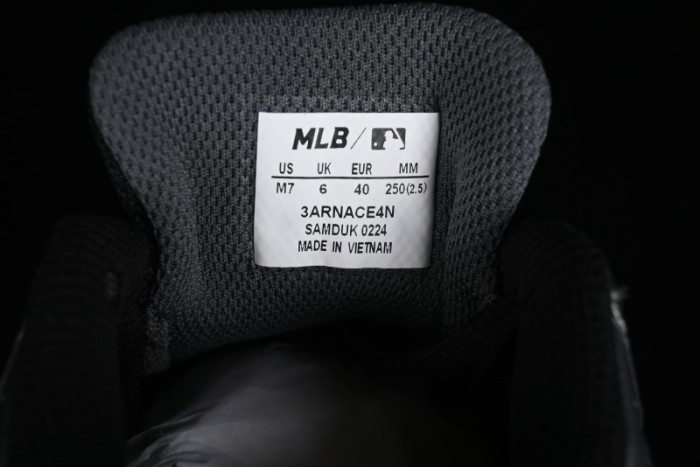 MLB /
US UK EUR MM
M7 6 40 250(2.5)
3ARNACE4N
SAMDUK 0224
MADE IN VIETNAM